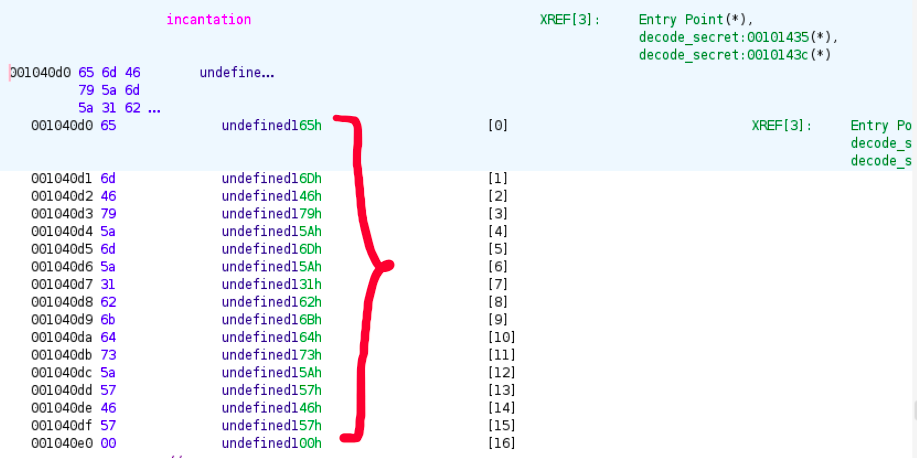 incantation XREF[3]: Entry Point(*),
decode_secret:00101435(*),
decode_secret:0010143c(*)
001040d0 65 6d 46 undefine...
79 5a 6d
5a 31 62 ...
001040d0 65 undefined165h [0] XREF[3]: Entry Po
decode_s
decode_s
001040d1 6d undefined16Dh [1]
001040d2 46 undefined146h [2]
001040d3 79 undefined179h [3]
001040d4 5a undefined15Ah [4]
001040d5 6d undefined16Dh [5]
001040d6 5a undefined15Ah [6]
001040d7 31 undefined131h [7]
001040d8 62 undefined162h [8]
001040d9 6b undefined16Bh [9]
001040da 64 undefined164h [10]
001040db 73 undefined173h [11]
001040dc 5a undefined15Ah [12]
001040dd 57 undefined157h [13]
001040de 46 undefined146h [14]
001040df 57 undefined157h [15]
001040e0 00 undefined100h [16]